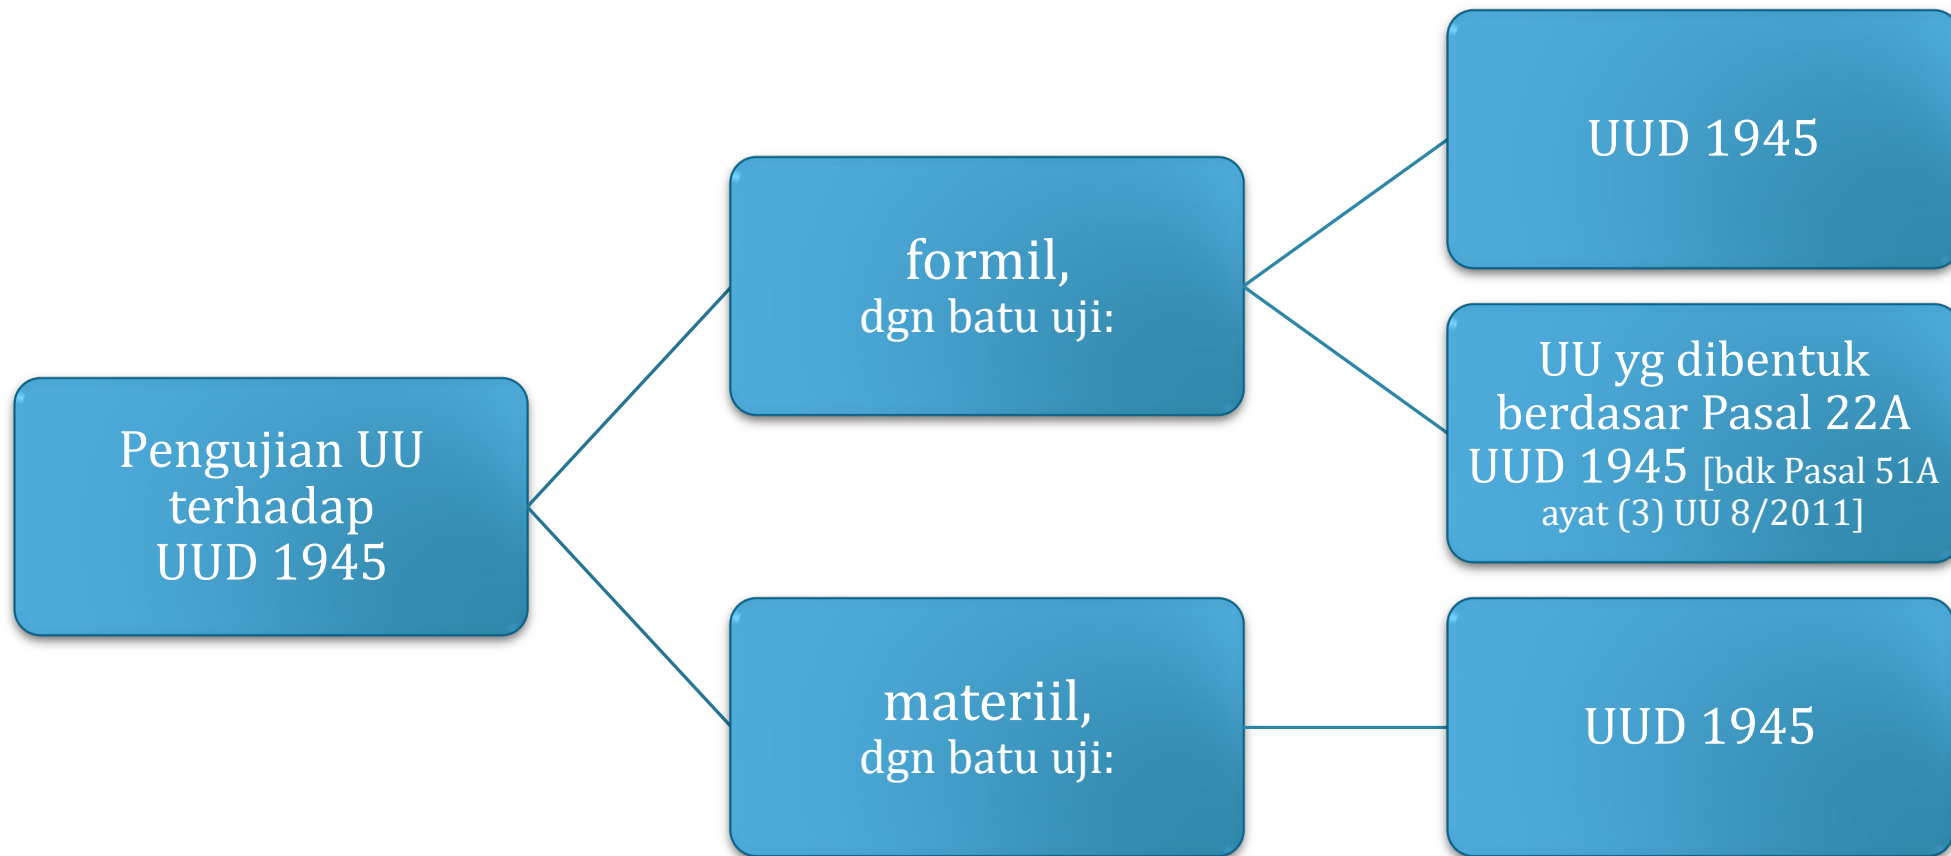 Pengujian UU
terhadap
UUD 1945
formil,
dgn batu uji:
UUD 1945
UU yg dibentuk
berdasar Pasal 22A
UUD 1945 [bdk Pasal 51A
ayat (3) UU 8/2011]
materiil,
dgn batu uji:
UUD 1945